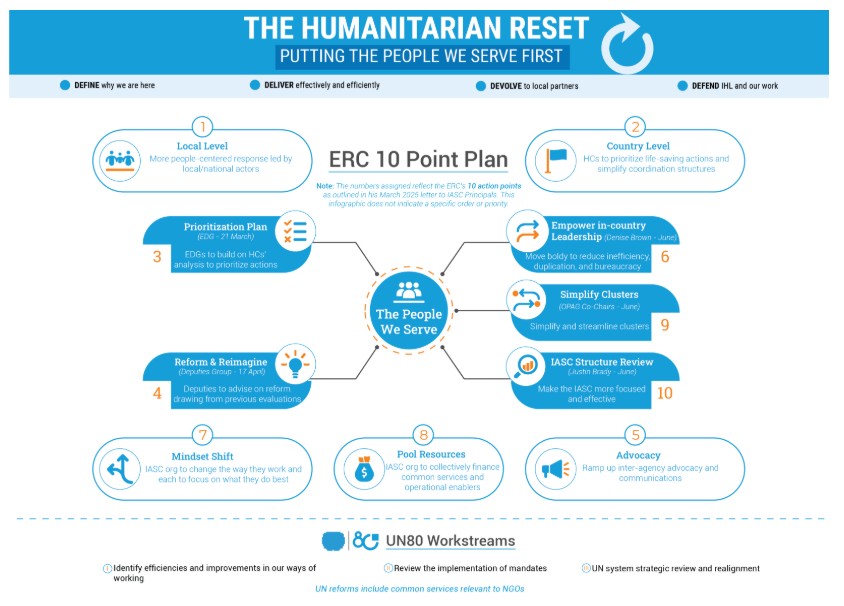 THE HUMANITARIAN RESET
PUTTING THE PEOPLE WE SERVE FIRST
DEFINE why we are here
DELIVER effectively and efficiently
DEVOLVE to local partners
DEFEND IHL and our work
1
Local Level
More people-centered response led by
local/national actors
ERC 10 Point Plan
Note: The numbers assigned reflect the ERC's 10 action points
as outlined in his March 2025 letter to IASC Principals. This
infographic does not indicate a specific order or priority.
2
Country Level
HCs to prioritize life-saving actions and
simplify coordination structures
Prioritization Plan
(EDG - 21 March)
3
EDGs to build on HCs'
analysis to prioritize actions
Empower in-country
Leadership (Denise Brown - June)
Move boldy to reduce inefficiency,
duplication, and bureaucracy
6
The People
We Serve
Simplify Clusters
(OPAG Co-Chairs - June)
Simplify and streamline clusters
9
Reform & Reimagine
(Deputies Group - 17 April)
4
Deputies to advise on reform
drawing from previous evaluations
IASC Structure Review
(Justin Brady - June)
Make the IASC more focused
and effective
10
7
Mindset Shift
IASC org to change the way they work and
each to focus on what they do best
8
Pool Resources
IASC org to collectively finance
common services and
operational enablers
5
Advocacy
Ramp up inter-agency advocacy and
communications
UN80 Workstreams
Identify efficiencies and improvements in our ways of
working
Review the implementation of mandates
UN system strategic review and realignment
UN reforms include common services relevant to NGOs